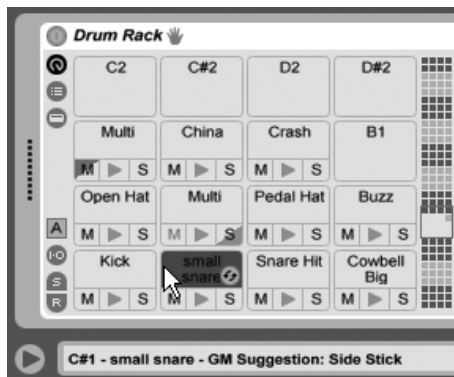 Drum Rack
C2 C#2 D2 D#2
Multi China Crash B1
M S M S M S
Open Hat Multi Pedal Hat Buzz
A M S M S M S M S
I·O Kick small snare Snare Hit Cowbell Big
S
R M S M S M S M S
C#1 - small snare - GM Suggestion: Side Stick